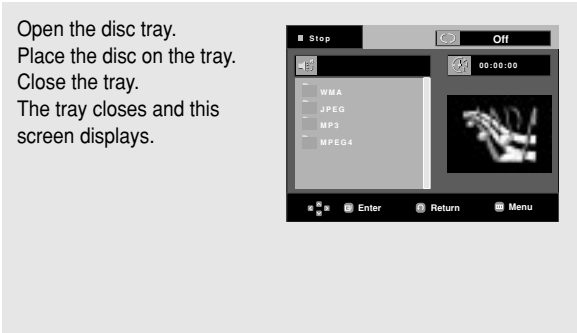 Open the disc tray.
Place the disc on the tray.
Close the tray.
The tray closes and this
screen displays.
Stop
Off
00:00:00
WMA
JPEG
MP3
MPEG4
Enter Return Menu